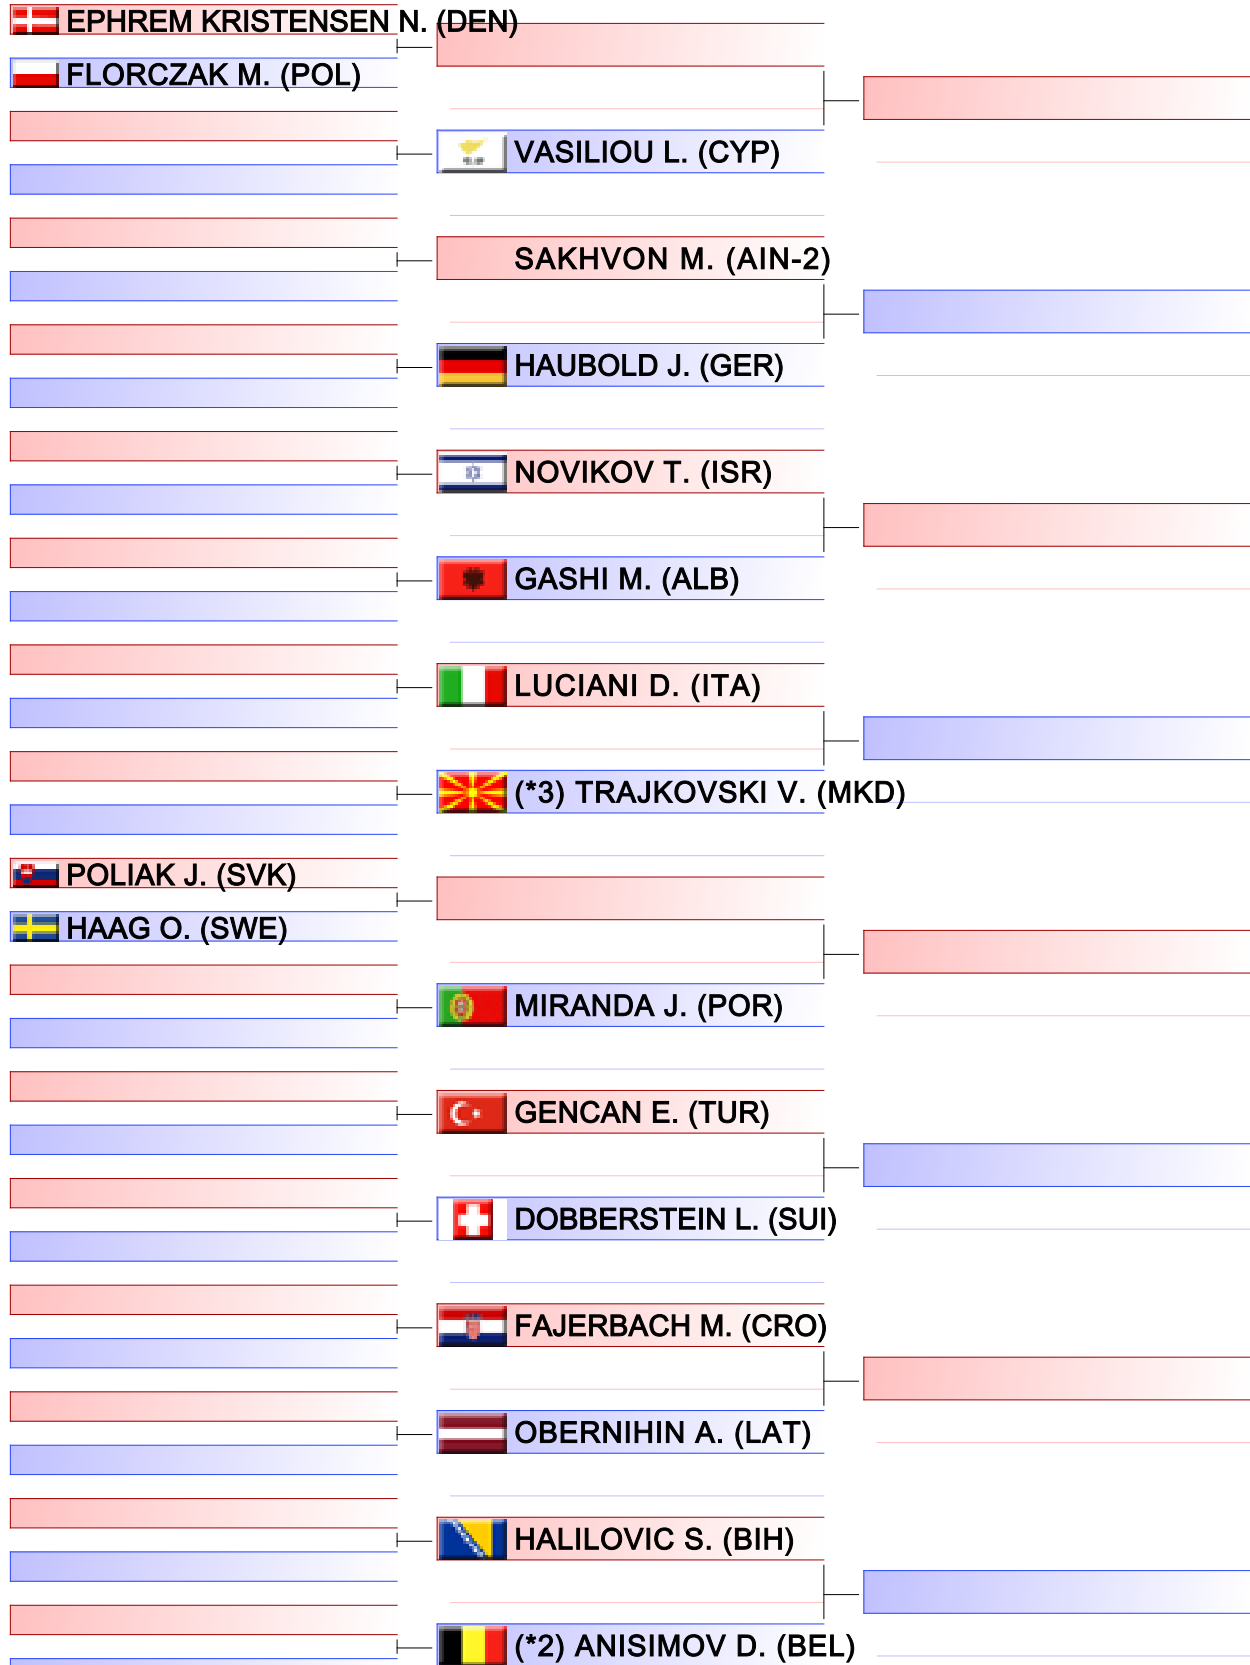 EPHREM KRISTENSEN N. (DEN)
FLORCZAK M. (POL)
VASILIOU L. (CYP)
SAKHVON M. (AIN-2)
HAUBOLD J. (GER)
NOVIKOV T. (ISR)
GASHI M. (ALB)
LUCIANI D. (ITA)
(*3) TRAJKOVSKI V. (MKD)
POLIAK J. (SVK)
HAAG O. (SWE)
MIRANDA J. (POR)
GENCAN E. (TUR)
DOBBERSTEIN L. (SUI)
FAJERBACH M. (CRO)
OBERNIHIN A. (LAT)
HALILOVIC S. (BIH)
(*2) ANISIMOV D. (BEL)